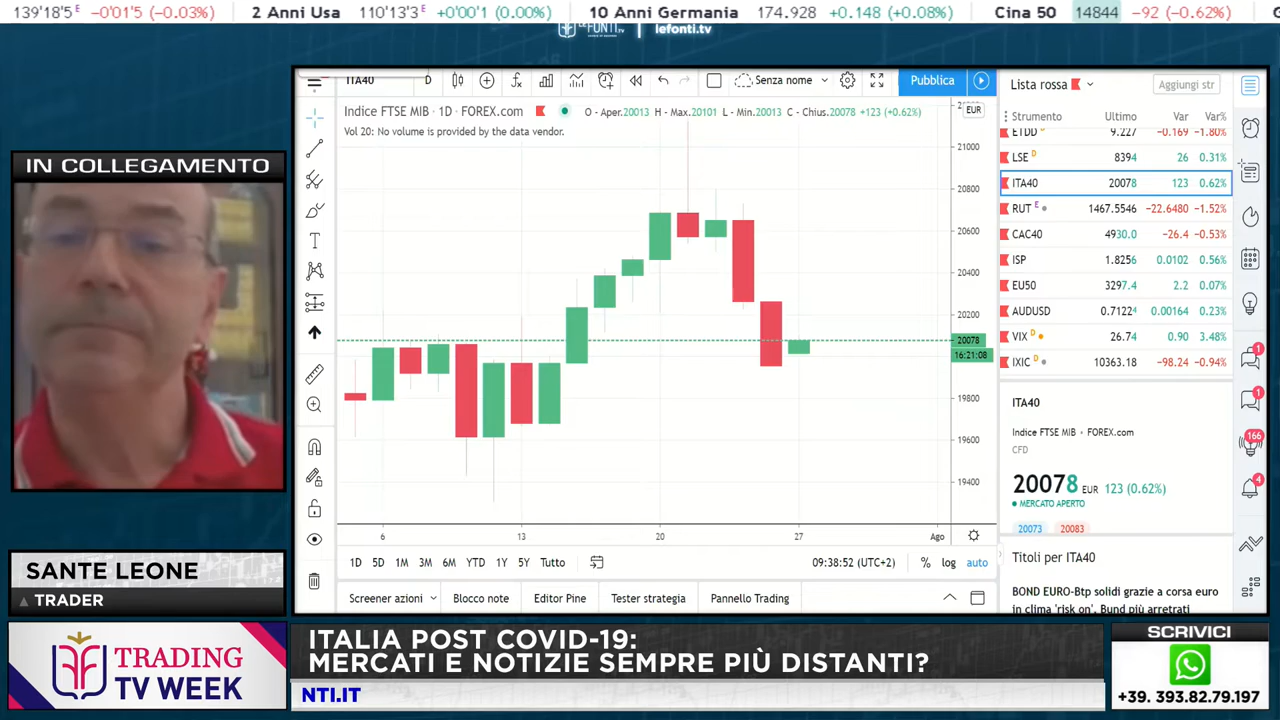 139'18'5 E -0'01'5 (-0.03%) 2 Anni Usa 110'13'3 E +0'00'1 (0.00%) 10 Anni Germania 174.928 +0.148 (+0.08%) Cina 50 14844 -92 (-0.62%)
LEFONTI.TV lefonti.tv
ITA40 D Senza nome Pubblica
Indice FTSE MIB · 1D · FOREX.com O - Aper.20013 H - Max.20101 L - Min.20013 C - Chius.20078 +123 (+0.62%)
Vol 20: No volume is provided by the data vendor.
EUR
21000
20800
20600
20400
20200
20078
16:21:08
19800
19600
19400
6 13 20 27 Ago
1D 5D 1M 3M 6M YTD 1Y 5Y Tutto 09:38:52 (UTC+2) % log auto
Screener azioni Blocco note Editor Pine Tester strategia Pannello Trading
Lista rossa Aggiungi str
Strumento Ultimo Var Var%
ETDD D 9.227 -0.169 -1.80%
LSE D 8394 26 0.31%
ITA40 20078 123 0.62%
RUT E 1467.5546 -22.6480 -1.52%
CAC40 4930.0 -26.4 -0.53%
ISP 1.8256 0.0102 0.56%
EU50 3297.4 2.2 0.07%
AUDUSD 0.71224 0.00164 0.23%
VIX D 26.74 0.90 3.48%
IXIC D 10363.18 -98.24 -0.94%
ITA40
Indice FTSE MIB • FOREX.com
CFD
20078 EUR 123 (0.62%)
MERCATO APERTO
20073 20083
Titoli per ITA40
BOND EURO-Btp solidi grazie a corsa euro
in clima 'risk on', Bund più arretrati
1
1
166
4
IN COLLEGAMENTO
SANTE LEONE
TRADER
TRADING
TV WEEK
ITALIA POST COVID-19:
MERCATI E NOTIZIE SEMPRE PIÙ DISTANTI?
NTI.IT
SCRIVICI
+39. 393.82.79.197